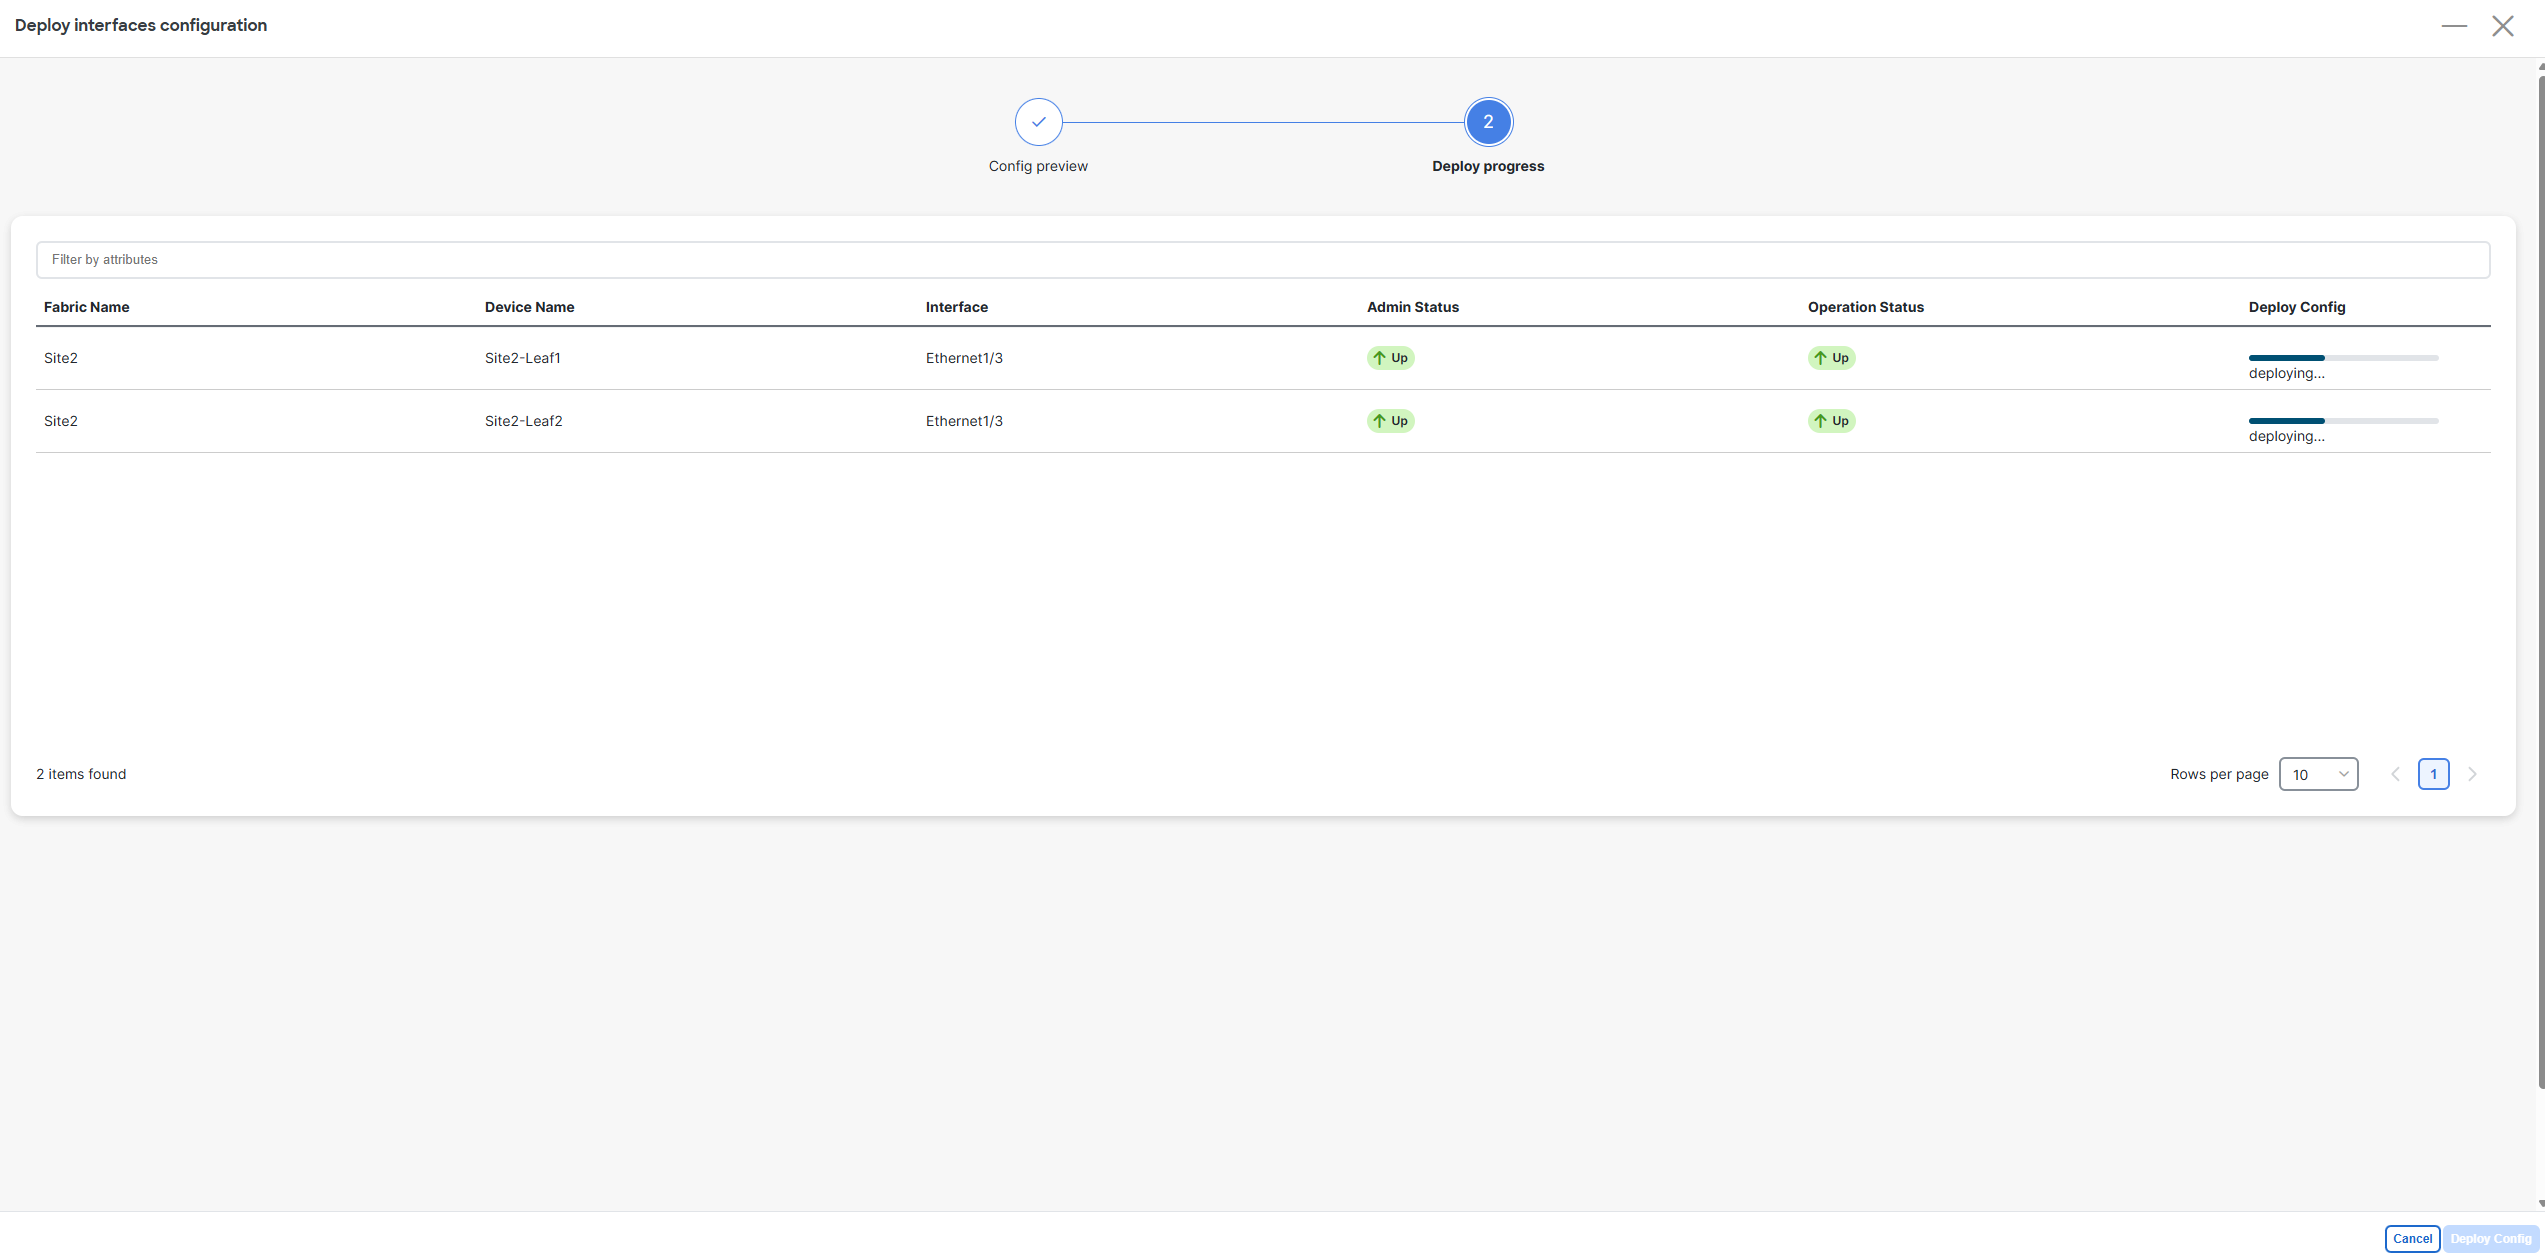 Deploy interfaces configuration
2
Config preview
Deploy progress
Filter by attributes
Fabric Name Device Name Interface Admin Status Operation Status Deploy Config
Site2 Site2-Leaf1 Ethernet1/3 Up Up
deploying...
Site2 Site2-Leaf2 Ethernet1/3 Up Up
deploying...
2 items found Rows per page 10 1
Cancel Deploy Config